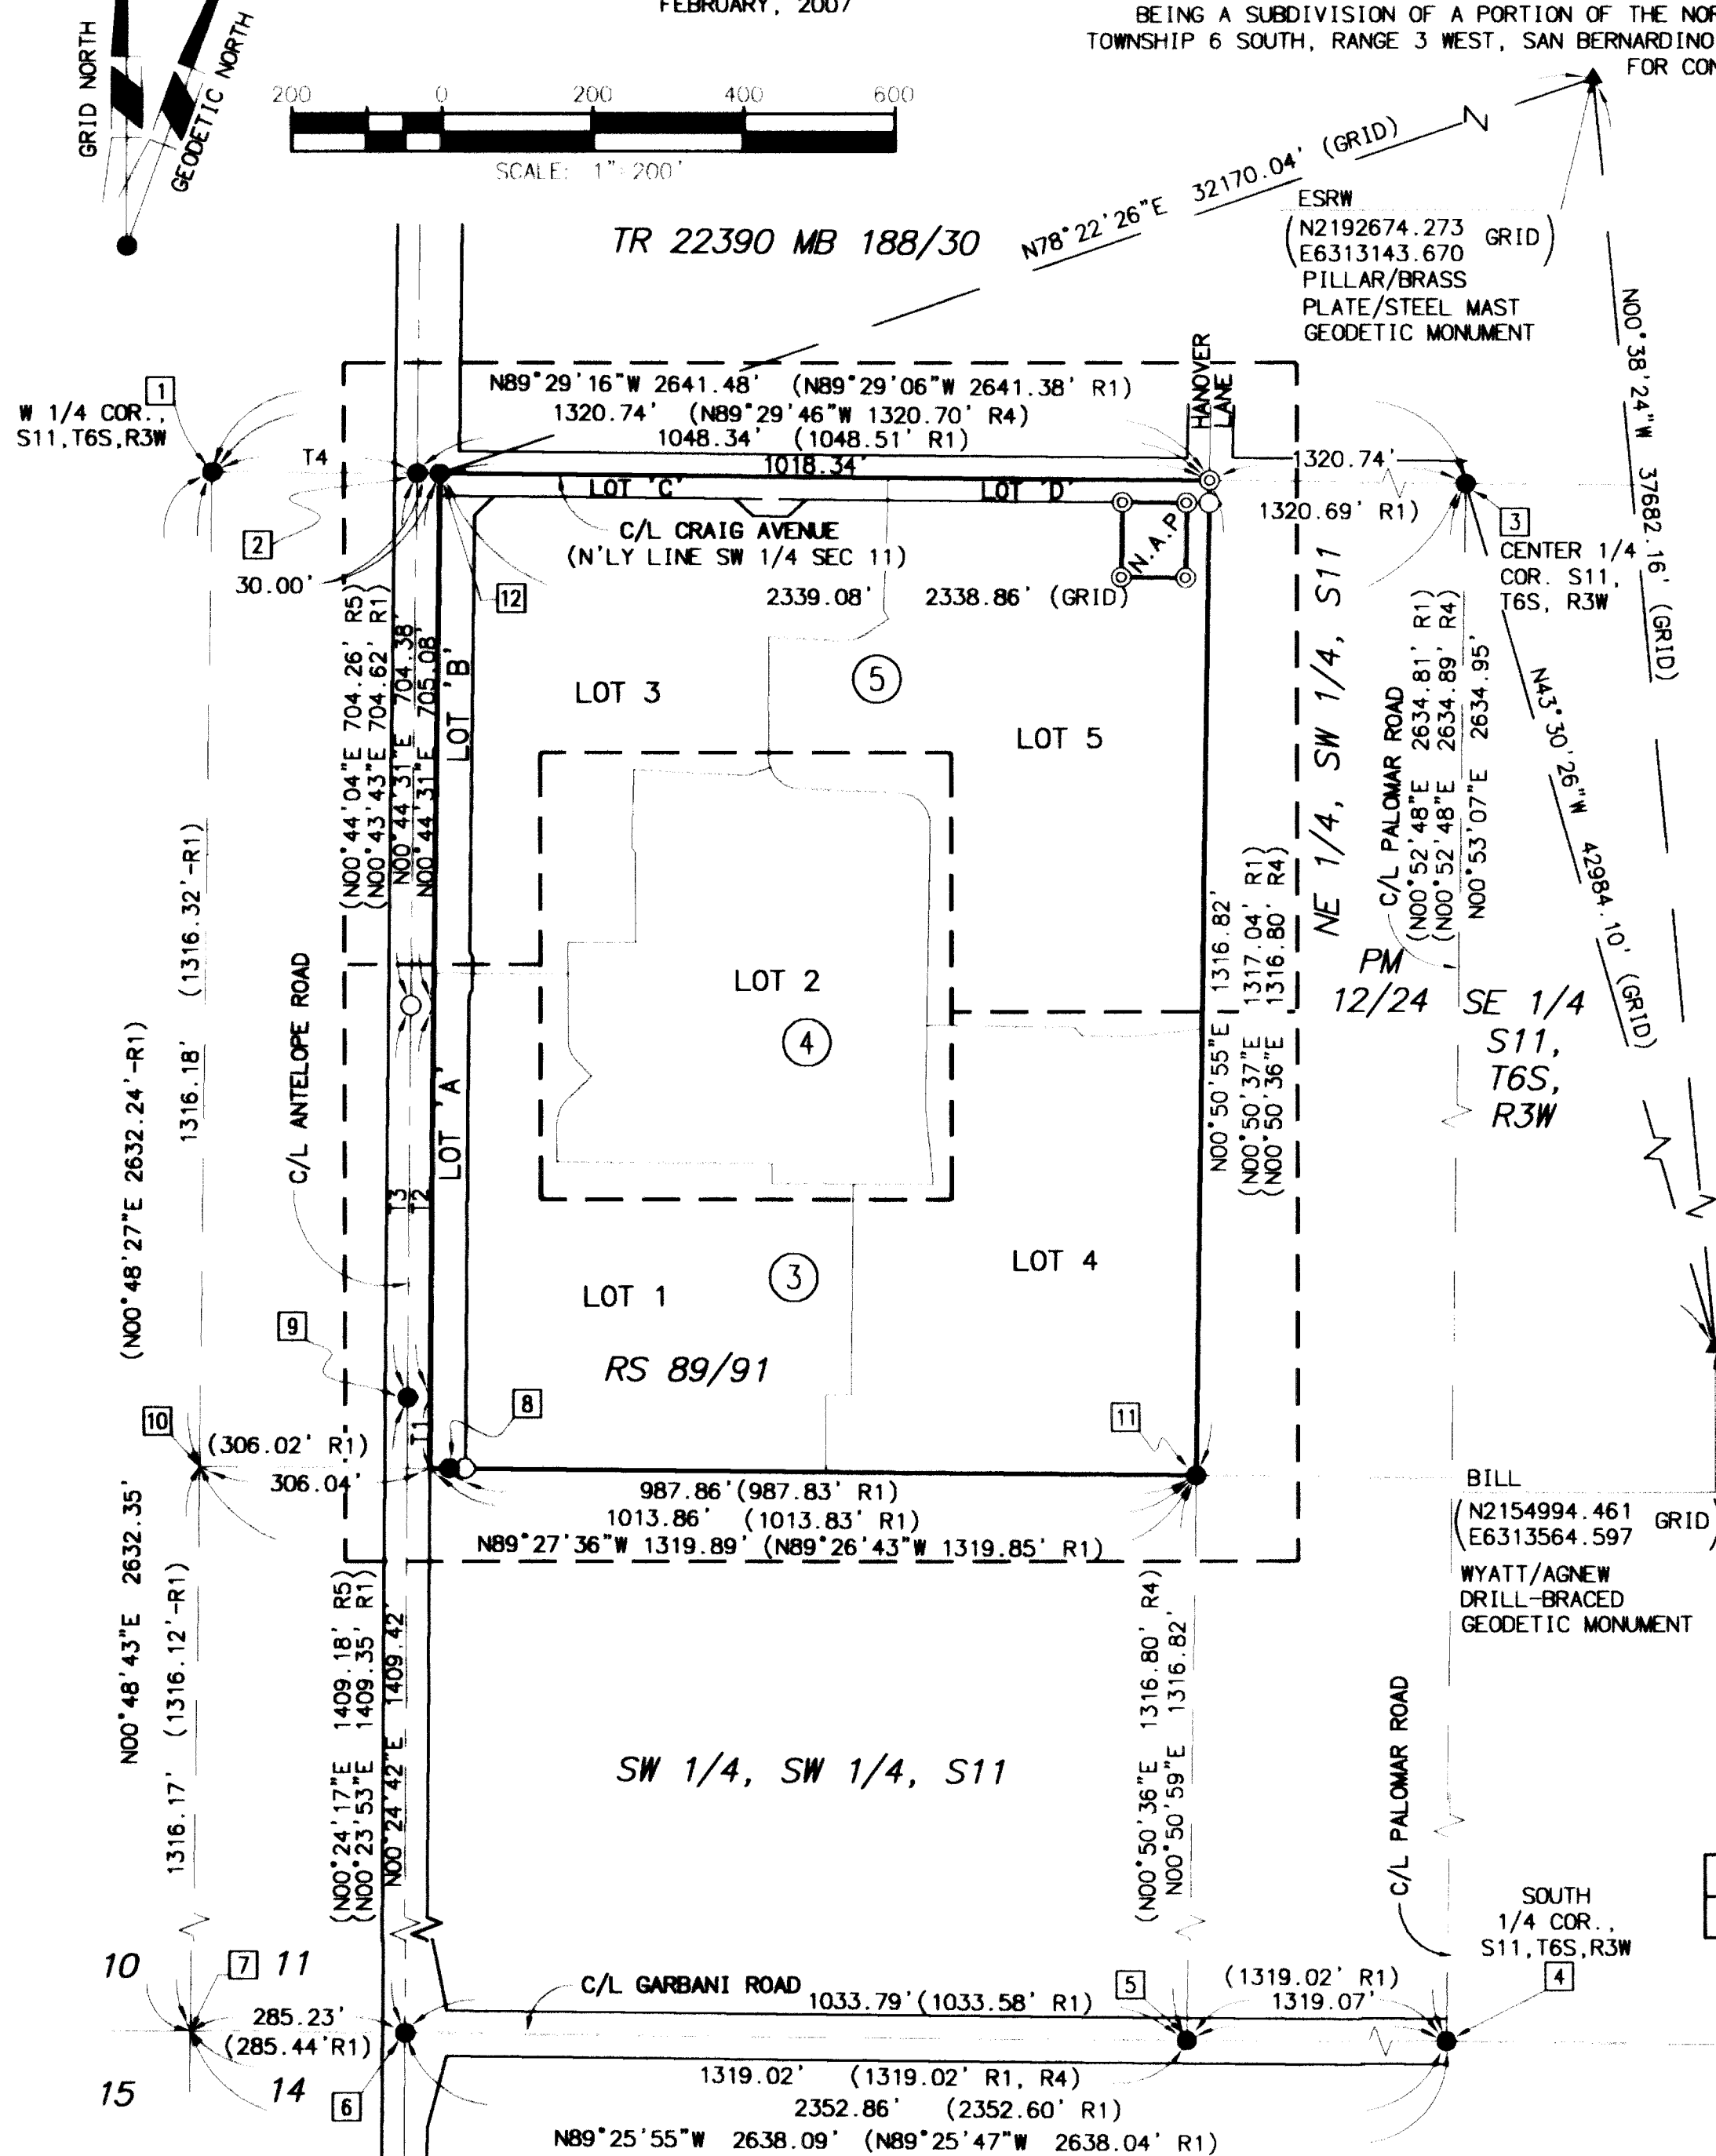 FEBRUARY, 2007
BEING A SUBDIVISION OF A PORTION OF THE NOR
TOWNSHIP 6 SOUTH, RANGE 3 WEST, SAN BERNARDINO
FOR CON
GRID NORTH
GEODETIC NORTH
200 0 200 400 600
SCALE: 1"=200'
TR 22390 MB 188/30
N78°22'26"E 32170.04' (GRID)
ESRW
(N2192674.273
E6313143.670 GRID)
PILLAR/BRASS
PLATE/STEEL MAST
GEODETIC MONUMENT
N00°38'24"W 37682.16' (GRID)
HANOVER
LANE
1
W 1/4 COR.,
S11,T6S,R3W
N89°29'16"W 2641.48' (N89°29'06"W 2641.38' R1)
1320.74' (N89°29'46"W 1320.70' R4)
1048.34' (1048.51' R1)
1018.34'
T4
1320.74'
1320.69' R1)
LOT 'C'
LOT 'D'
C/L CRAIG AVENUE
(N'LY LINE SW 1/4 SEC 11)
N.A.P
2
30.00'
12
3
CENTER 1/4
COR. S11,
T6S, R3W
2339.08' 2338.86' (GRID)
(N00°44'04"E 704.26' R5)
(N00°43'43"E 704.62' R1)
N00°44'31"E 704.38'
N00°44'31"E 705.08'
LOT 'B'
LOT 3
5
LOT 5
NE 1/4, SW 1/4, S11
C/L PALOMAR ROAD
(N00°52'48"E 2634.81' R1)
(N00°52'48"E 2634.89' R4)
N00°53'07"E 2634.95'
N43°30'26"W 42984.10' (GRID)
1316.18' (1316.32'-R1)
(N00°48'27"E 2632.24'-R1)
C/L ANTELOPE ROAD
LOT 'A'
T3
T2
LOT 2
4
N00°50'55"E 1316.82'
(N00°50'37"E 1317.04' R1)
(N00°50'36"E 1316.80' R4)
PM
12/24
SE 1/4
S11,
T6S,
R3W
LOT 1
3
LOT 4
RS 89/91
9
T1
8
11
10
(306.02' R1)
306.04'
987.86'(987.83' R1)
1013.86' (1013.83' R1)
N89°27'36"W 1319.89' (N89°26'43"W 1319.85' R1)
BILL
(N2154994.461
E6313564.597 GRID)
WYATT/AGNEW
DRILL-BRACED
GEODETIC MONUMENT
N00°48'43"E 2632.35'
1316.17' (1316.12'-R1)
(N00°24'17"E 1409.18' R5)
(N00°23'53"E 1409.35' R1)
N00°24'42"E 1409.42'
SW 1/4, SW 1/4, S11
(N00°50'36"E 1316.80' R4)
N00°50'59"E 1316.82'
C/L PALOMAR ROAD
SOUTH
1/4 COR.,
S11,T6S,R3W
4
10 7 11
285.23'
(285.44'R1)
15 14
6
C/L GARBANI ROAD
1033.79'(1033.58' R1)
5
(1319.02' R1)
1319.07'
1319.02' (1319.02' R1, R4)
2352.86' (2352.60' R1)
N89°25'55"W 2638.09' (N89°25'47"W 2638.04' R1)